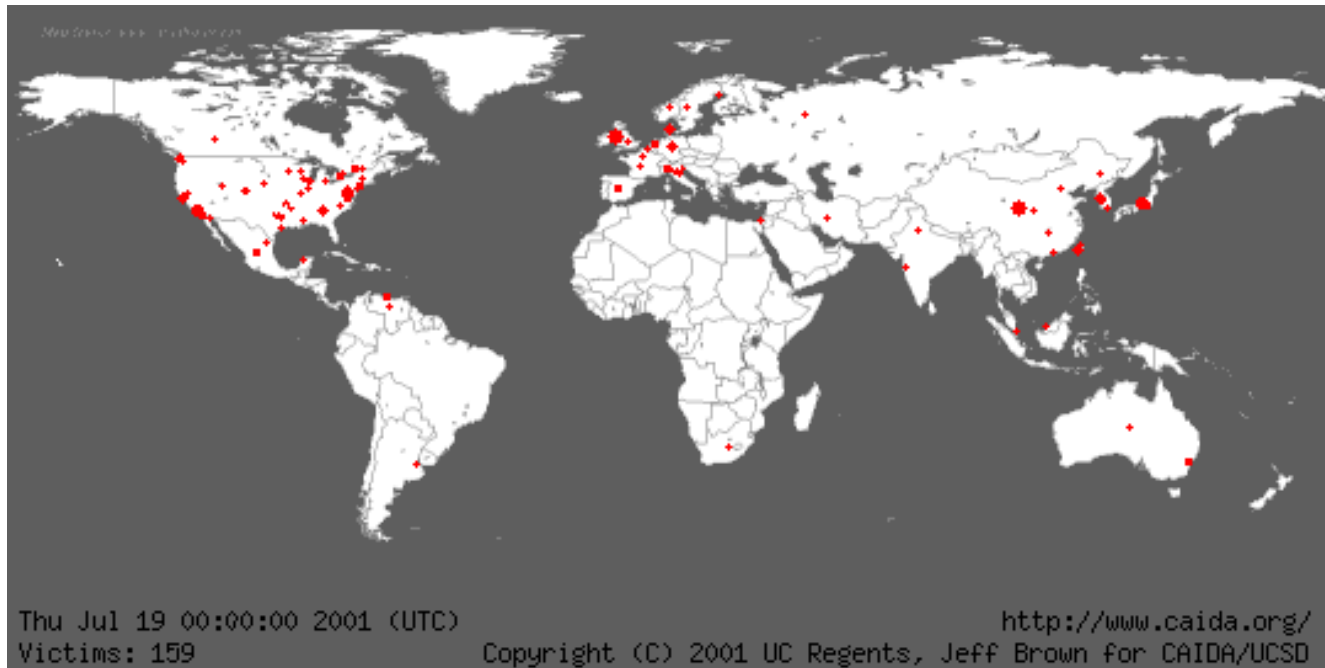 Thu Jul 19 00:00:00 2001 (UTC)
http://www.caida.org/
Victims: 159
Copyright (C) 2001 UC Regents, Jeff Brown for CAIDA/UCSD